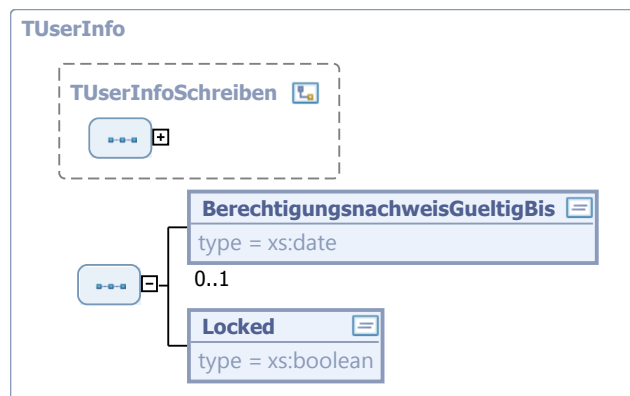 TUserInfo
TUserInfoSchreiben
BerechtigungsnachweisGueltigBis
type = xs:date
0..1
Locked
type = xs:boolean